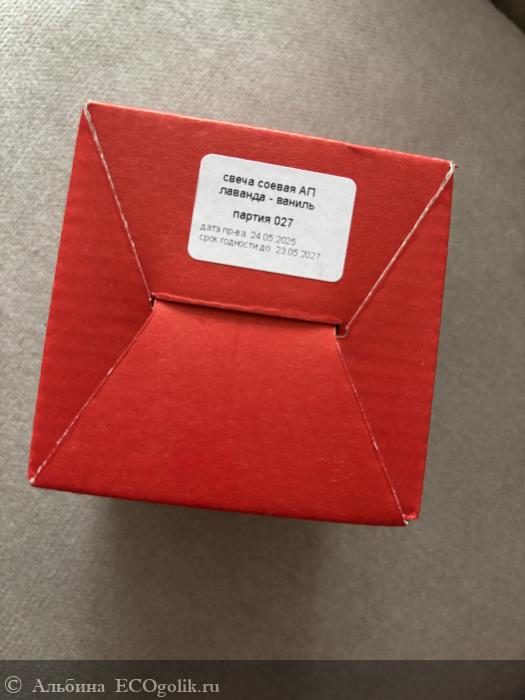 свеча соевая АП
лаванда - ваниль
партия 027
дата пр-ва: 24.05.2025
срок годности до: 23.05.2027
© Альбина ECOgolik.ru